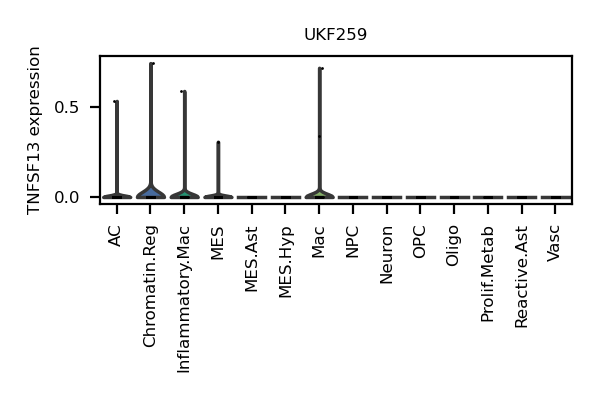 UKF259
TNFSF13 expression
0.5
0.0
AC
Chromatin.Reg
Inflammatory.Mac
MES
MES.Ast
MES.Hyp
Mac
NPC
Neuron
OPC
Oligo
Prolif.Metab
Reactive.Ast
Vasc